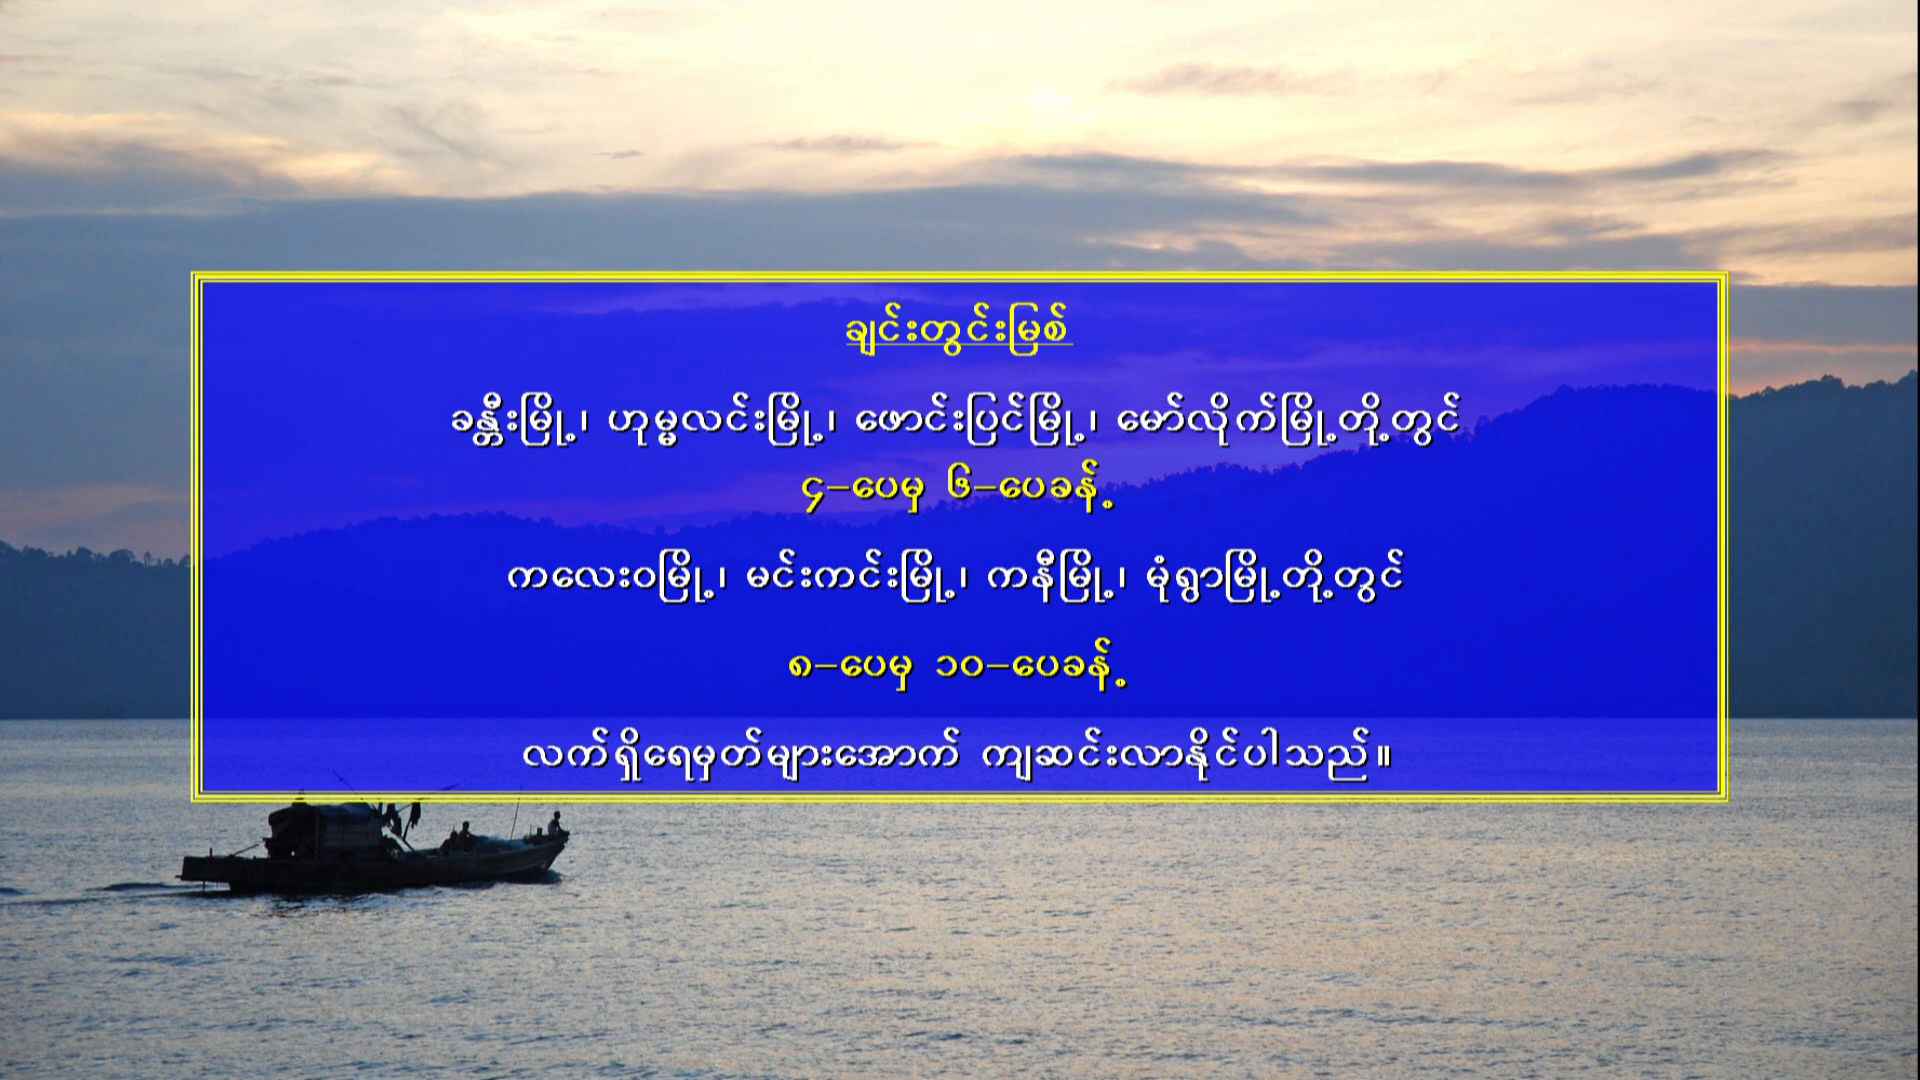 ချင်းတွင်းမြစ်
ခန္တီးမြို့၊ ဟုမ္မလင်းမြို့၊ ဖောင်းပြင်မြို့၊ မော်လိုက်မြို့တို့တွင်
၄-ပေမှ ၆-ပေခန့်
ကလေးဝမြို့၊ မင်းကင်းမြို့၊ ကနီမြို့၊ မုံရွာမြို့တို့တွင်
၈-ပေမှ ၁၀-ပေခန့်
လက်ရှိရေမှတ်များအောက် ကျဆင်းလာနိုင်ပါသည်။